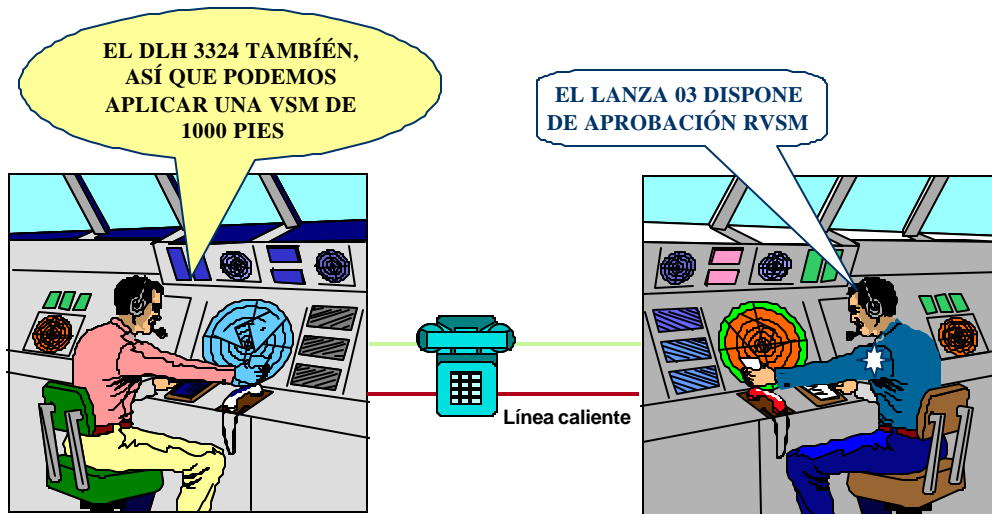 EL DLH 3324 TAMBÍÉN,
ASÍ QUE PODEMOS
APLICAR UNA VSM DE
1000 PIES
EL LANZA 03 DISPONE
DE APROBACIÓN RVSM
Línea caliente